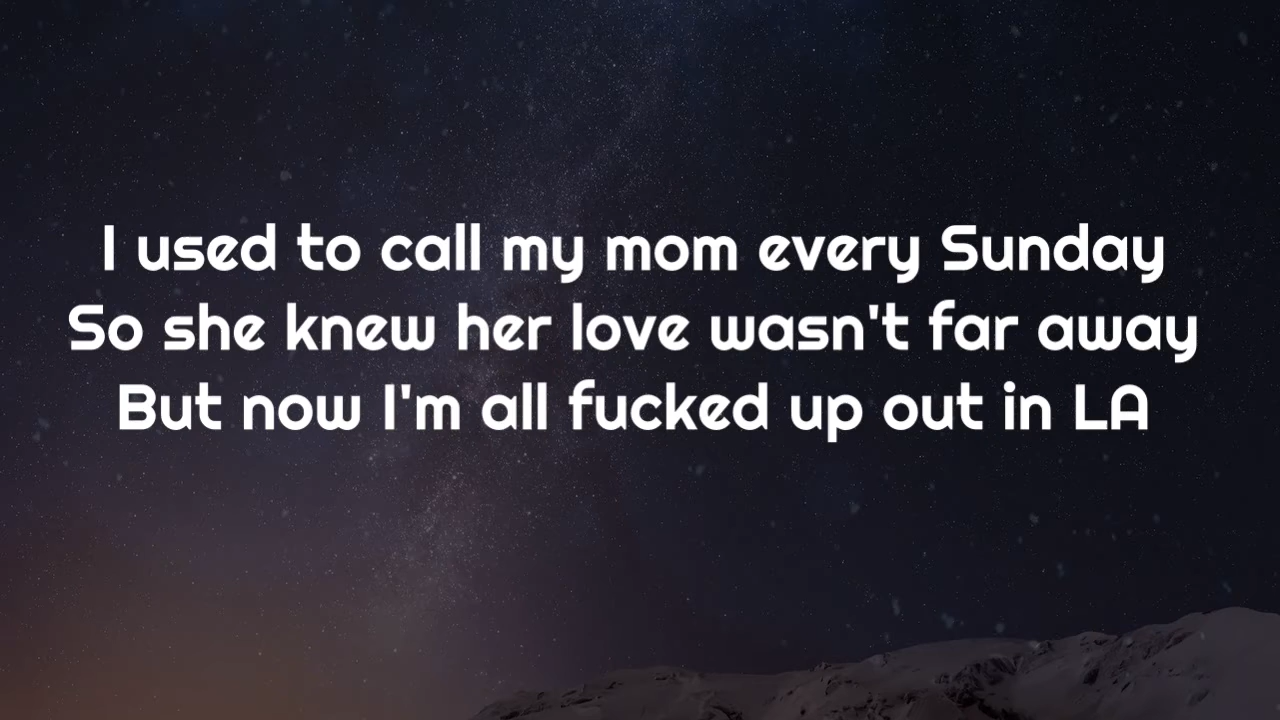 I used to call my mom every Sunday
So she knew her love wasn't far away
But now I'm all fucked up out in LA